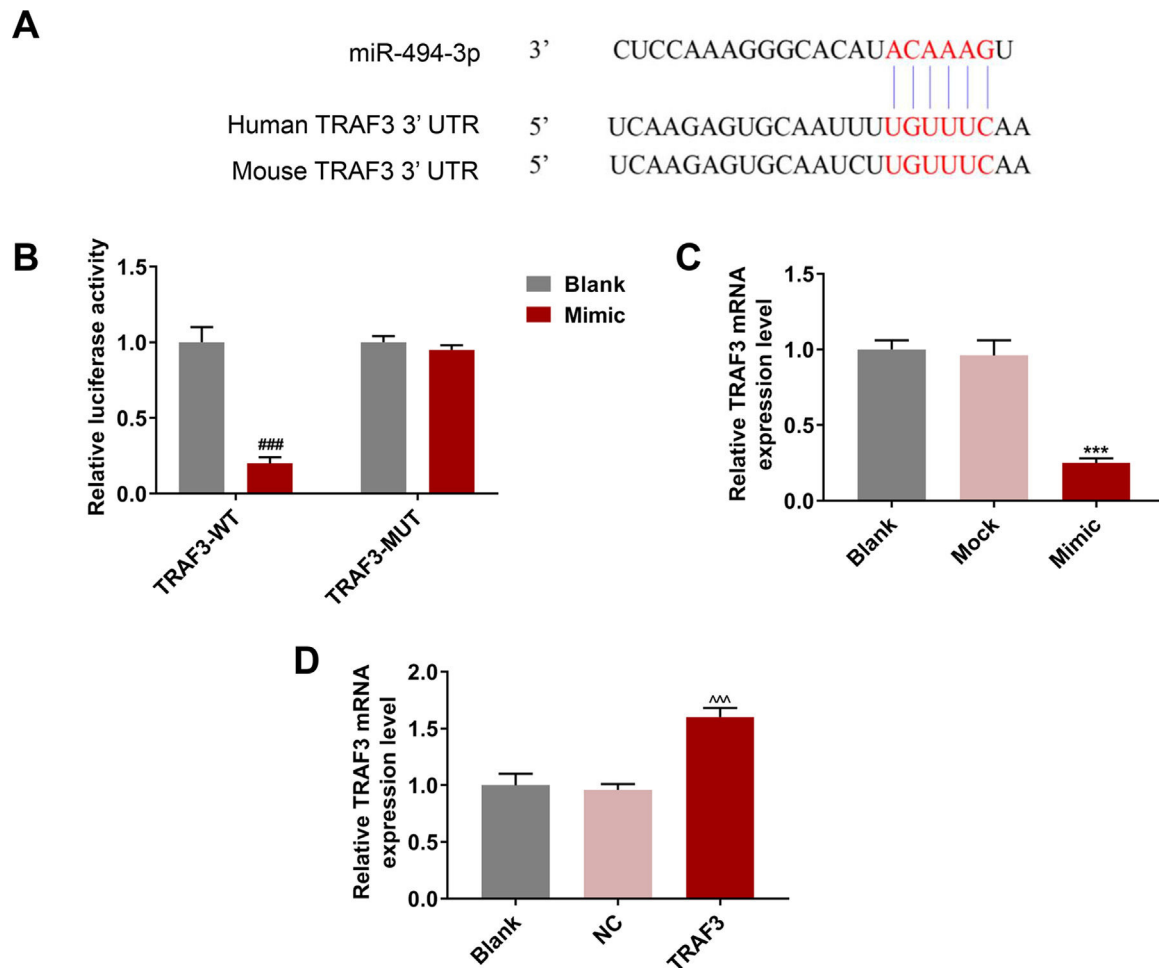 A
miR-494-3p 3' CUCCAAAGGGCACAUACAAAGU
Human TRAF3 3' UTR 5' UCAAGAGUGCAAUUUUGUUUCAA
Mouse TRAF3 3' UTR 5' UCAAGAGUGCAAUCUUGUUUCAA
B
Relative luciferase activity
1.5
1.0
0.5
0.0
###
TRAF3-WT
TRAF3-MUT
Blank
Mimic
C
Relative TRAF3 mRNA
expression level
1.5
1.0
0.5
0.0
***
Blank
Mock
Mimic
D
Relative TRAF3 mRNA
expression level
2.0
1.5
1.0
0.5
0.0
^^^
Blank
NC
TRAF3